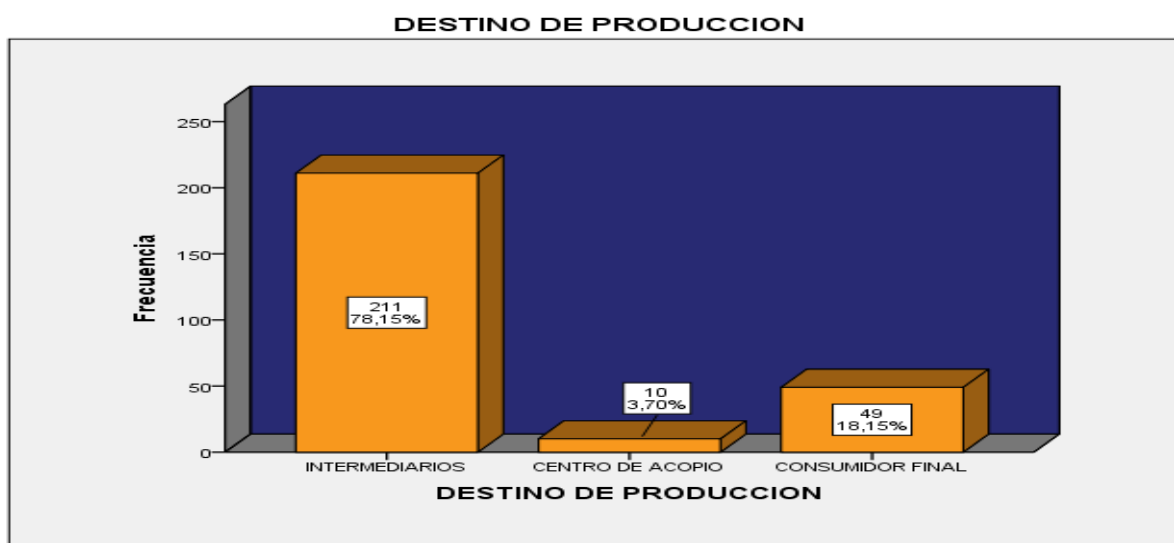 DESTINO DE PRODUCCION
Frecuencia
250
200
150
100
50
0
211
78,15%
10
3,70%
49
18,15%
INTERMEDIARIOS
CENTRO DE ACOPIO
CONSUMIDOR FINAL
DESTINO DE PRODUCCION